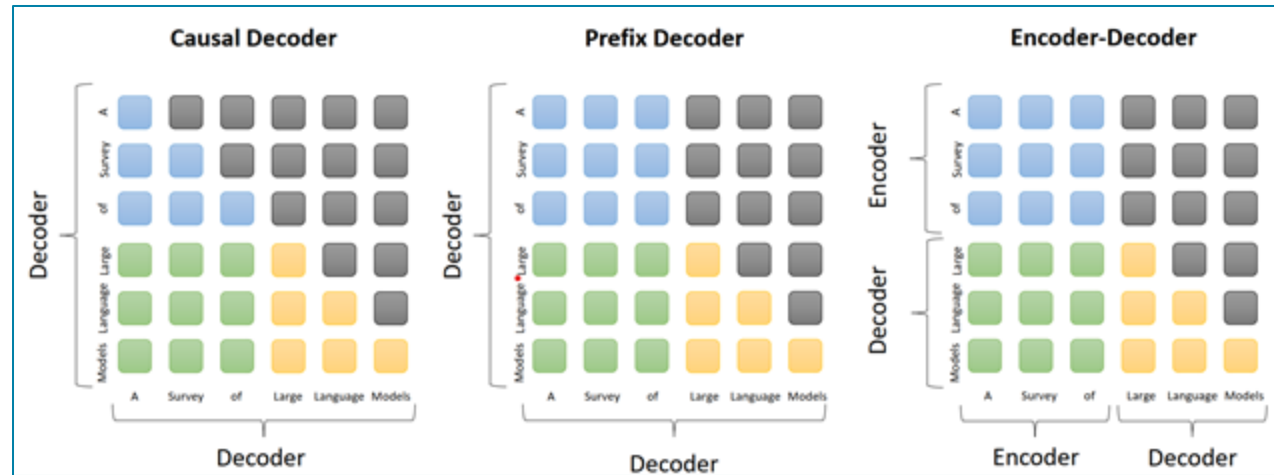 Causal Decoder
Decoder
A
Survey
of
Large
Language
Models
A Survey of Large Language Models
Decoder
Prefix Decoder
Decoder
A
Survey
of
Large
Language
Models
A Survey of Large Language Models
Decoder
Encoder-Decoder
Encoder
Decoder
A
Survey
of
Large
Language
Models
A Survey of Large Language Models
Encoder Decoder